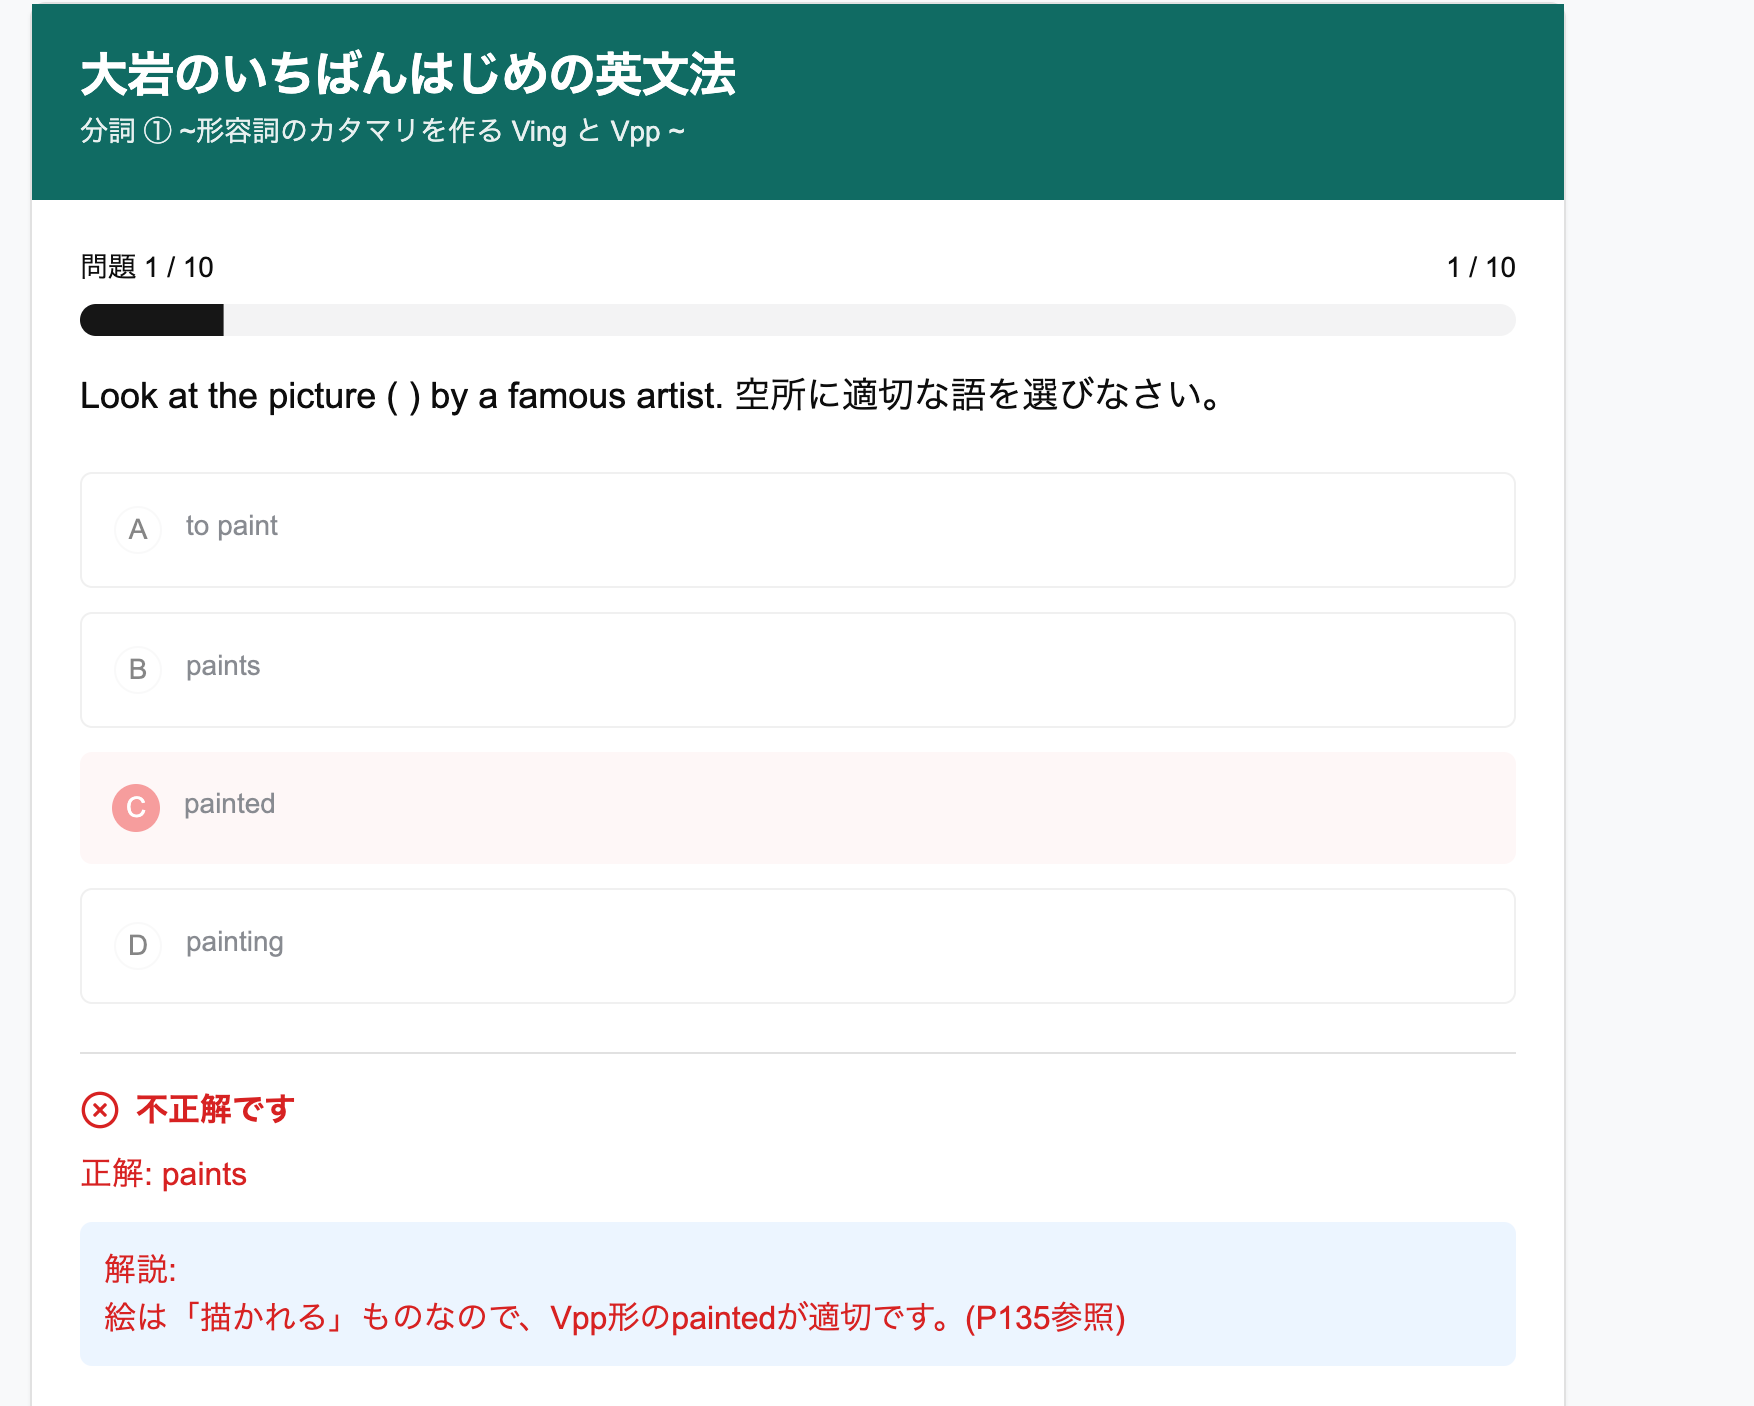 大岩のいちばんはじめの英文法
分詞 ① ~形容詞のカタマリを作る Ving と Vpp ~
問題 1 / 10
1 / 10
Look at the picture ( ) by a famous artist. 空所に適切な語を選びなさい。
A to paint
B paints
C painted
D painting
不正解です
正解: paints
解説:
絵は「描かれる」ものなので、Vpp形のpaintedが適切です。(P135参照)